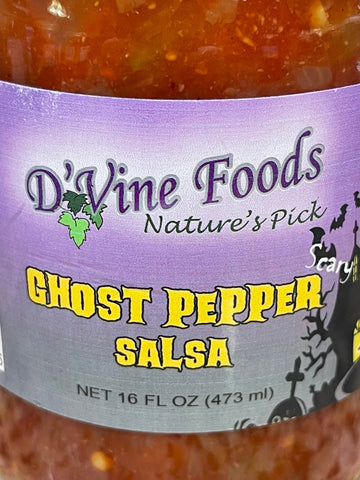 D'Vine Foods
Nature's Pick
Scary
GHOST PEPPER
SALSA
NET 16 FL OZ (473 ml)